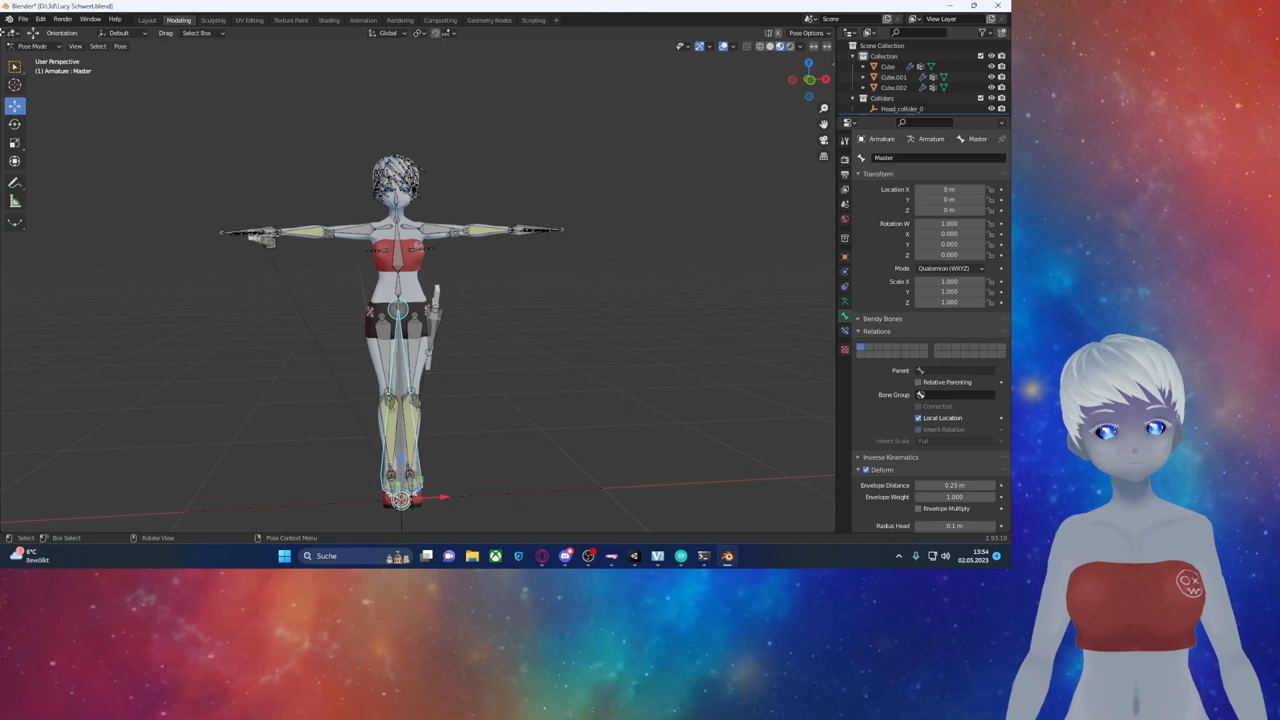 Blender* [D:\3d\Lucy Schwert.blend]
File Edit Render Window Help Layout Modeling Sculpting UV Editing Texture Paint Shading Animation Rendering Compositing Geometry Nodes Scripting + Scene View Layer
Orientation: Default Drag: Select Box Global Pose Options
Pose Mode View Select Pose
User Perspective
(1) Armature : Master
Z
X
Scene Collection
Collection
Cube
Cube.001
Cube.002
Colliders
Head_collider_0
Armature Armature Master
Master
Transform
Location X 0 m
Y 0 m
Z 0 m
Rotation W 1.000
X 0.000
Y 0.000
Z 0.000
Mode Quaternion (WXYZ)
Scale X 1.000
Y 1.000
Z 1.000
Bendy Bones
Relations
Parent
Relative Parenting
Bone Group
Connected
Local Location
Inherit Rotation
Inherit Scale Full
Inverse Kinematics
Deform
Envelope Distance 0.25 m
Envelope Weight 1.000
Envelope Multiply
Radius Head 0.1 m
Select Box Select Rotate View Pose Context Menu 2.93.10
6°C
Bewölkt
Suche
13:54
02.05.2023